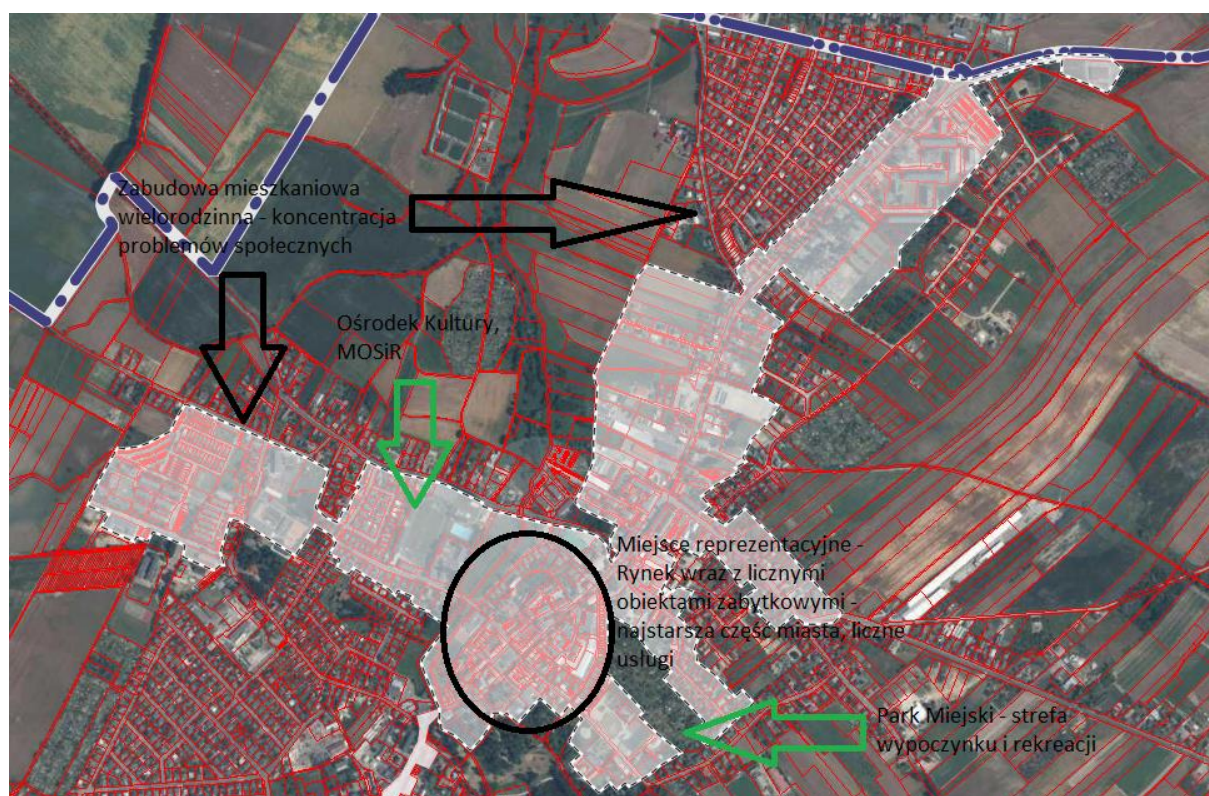 Zabudowa mieszkaniowa
wielorodzinna - koncentracja
problemów społecznych
Ośrodek Kultury,
MOSiR
Miejsce reprezentacyjne -
Rynek wraz z licznymi
obiektami zabytkowymi -
najstarsza część miasta, liczne
usługi
Park Miejski - strefa
wypoczynku i rekreacji